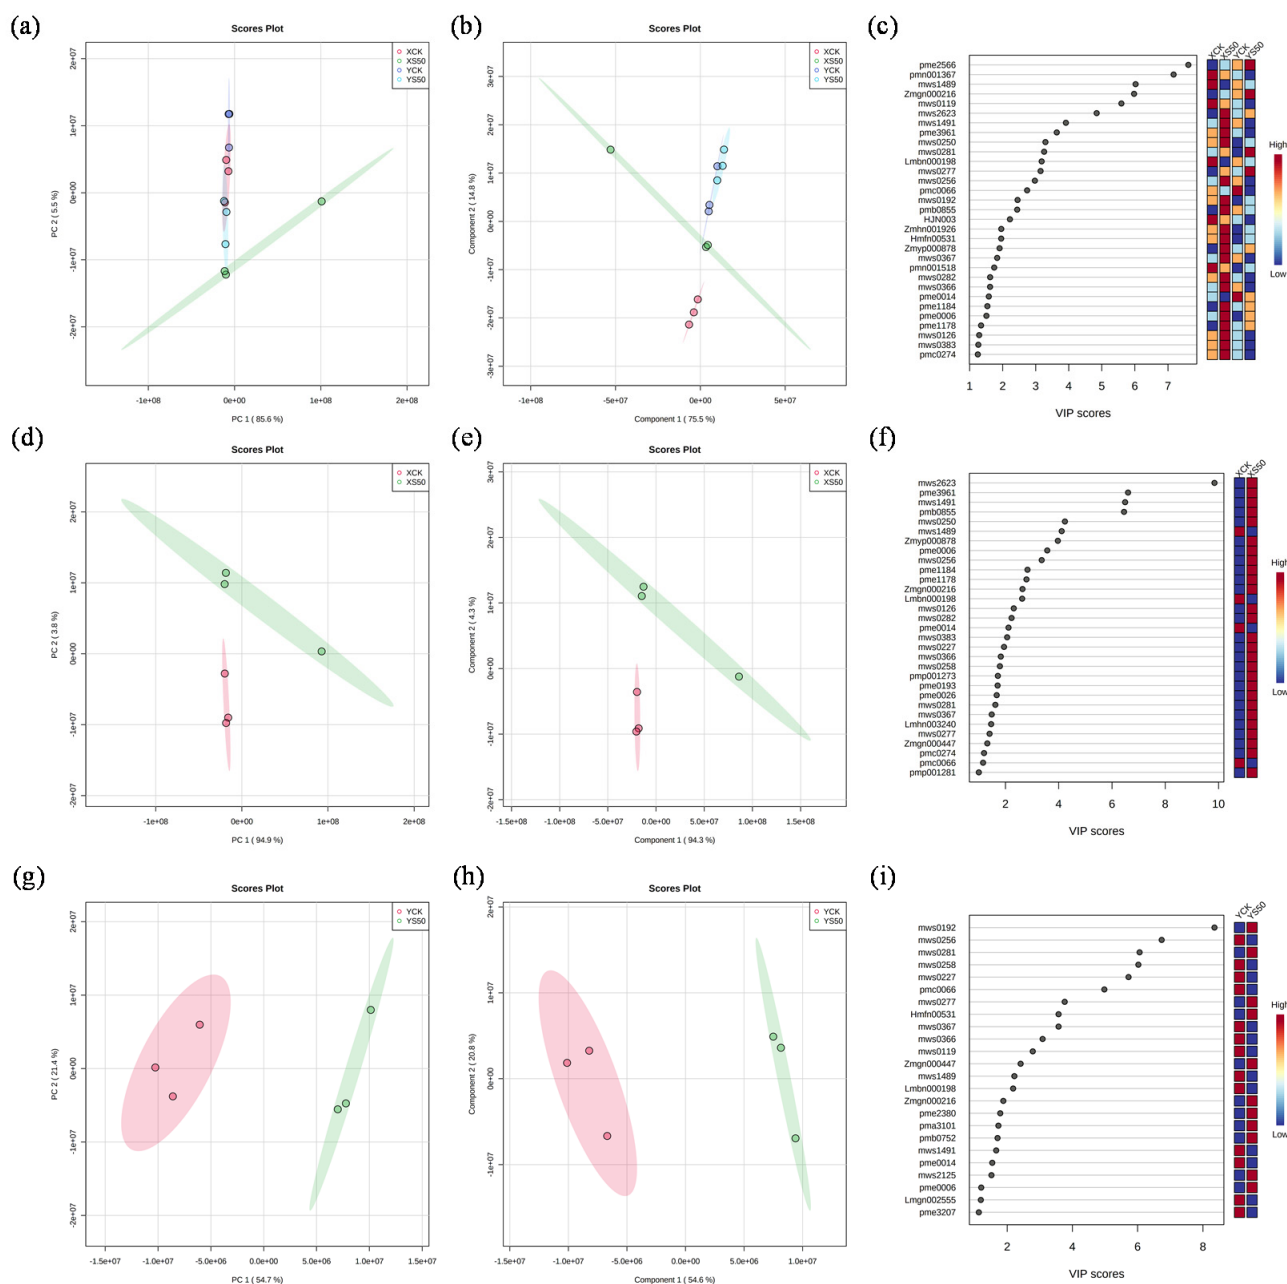 (a)
Scores Plot
XCK
XS50
YCK
YS50
PC 2 ( 5.5 %)
2e+07
1e+07
0e+00
-1e+07
-2e+07
-1e+08 0e+00 1e+08 2e+08
PC 1 ( 85.6 %)
(b)
Scores Plot
XCK
XS50
YCK
YS50
Component 2 ( 14.8 %)
3e+07
2e+07
1e+07
0e+00
-1e+07
-2e+07
-3e+07
-1e+08 -5e+07 0e+00 5e+07
Component 1 ( 75.5 %)
(c)
XCK XS50 YCK YS50
pme2566
pmn001367
mws1489
Zmgn000216
mws0119
mws2623
mws1491
pme3961
mws0250
mws0281
Lmbn000198
mws0277
mws0256
pmc0066
mws0192
pmb0855
HJN003
Zmhn001926
Hmfn00531
Zmyp000878
mws0367
pmn001518
mws0282
mws0366
pme0014
pme1184
pme0006
pme1178
mws0126
mws0383
pmc0274
High
Low
1 2 3 4 5 6 7
VIP scores
(d)
Scores Plot
XCK
XS50
PC 2 ( 3.8 %)
2e+07
1e+07
0e+00
-1e+07
-2e+07
-1e+08 0e+00 1e+08 2e+08
PC 1 ( 94.9 %)
(e)
Scores Plot
XCK
XS50
Component 2 ( 4.3 %)
3e+07
2e+07
1e+07
0e+00
-1e+07
-2e+07
-1.5e+08 -1.0e+08 -5.0e+07 0.0e+00 5.0e+07 1.0e+08 1.5e+08
Component 1 ( 94.3 %)
(f)
XCK XS50
mws2623
pme3961
mws1491
pmb0855
mws0250
mws1489
Zmyp000878
pme0006
mws0256
pme1184
pme1178
Zmgn000216
Lmbn000198
mws0126
mws0282
pme0014
mws0383
mws0227
mws0366
mws0258
pmp001273
pme0193
pme0026
mws0281
mws0367
Lmhn003240
mws0277
Zmgn000447
pmc0274
pmc0066
pmp001281
High
Low
2 4 6 8 10
VIP scores
(g)
Scores Plot
YCK
YS50
PC 2 ( 21.4 %)
2e+07
1e+07
0e+00
-1e+07
-2e+07
-1.5e+07 -1.0e+07 -5.0e+06 0.0e+00 5.0e+06 1.0e+07 1.5e+07
PC 1 ( 54.7 %)
(h)
Scores Plot
YCK
YS50
Component 2 ( 20.8 %)
2e+07
1e+07
0e+00
-1e+07
-1.5e+07 -1.0e+07 -5.0e+06 0.0e+00 5.0e+06 1.0e+07
Component 1 ( 54.6 %)
(i)
YCK YS50
mws0192
mws0256
mws0281
mws0258
mws0227
pmc0066
mws0277
Hmfn00531
mws0367
mws0366
mws0119
Zmgn000447
mws1489
Lmbn000198
Zmgn000216
pme2380
pma3101
pmb0752
mws1491
pme0014
mws2125
pme0006
Lmgn002555
pme3207
High
Low
2 4 6 8
VIP scores